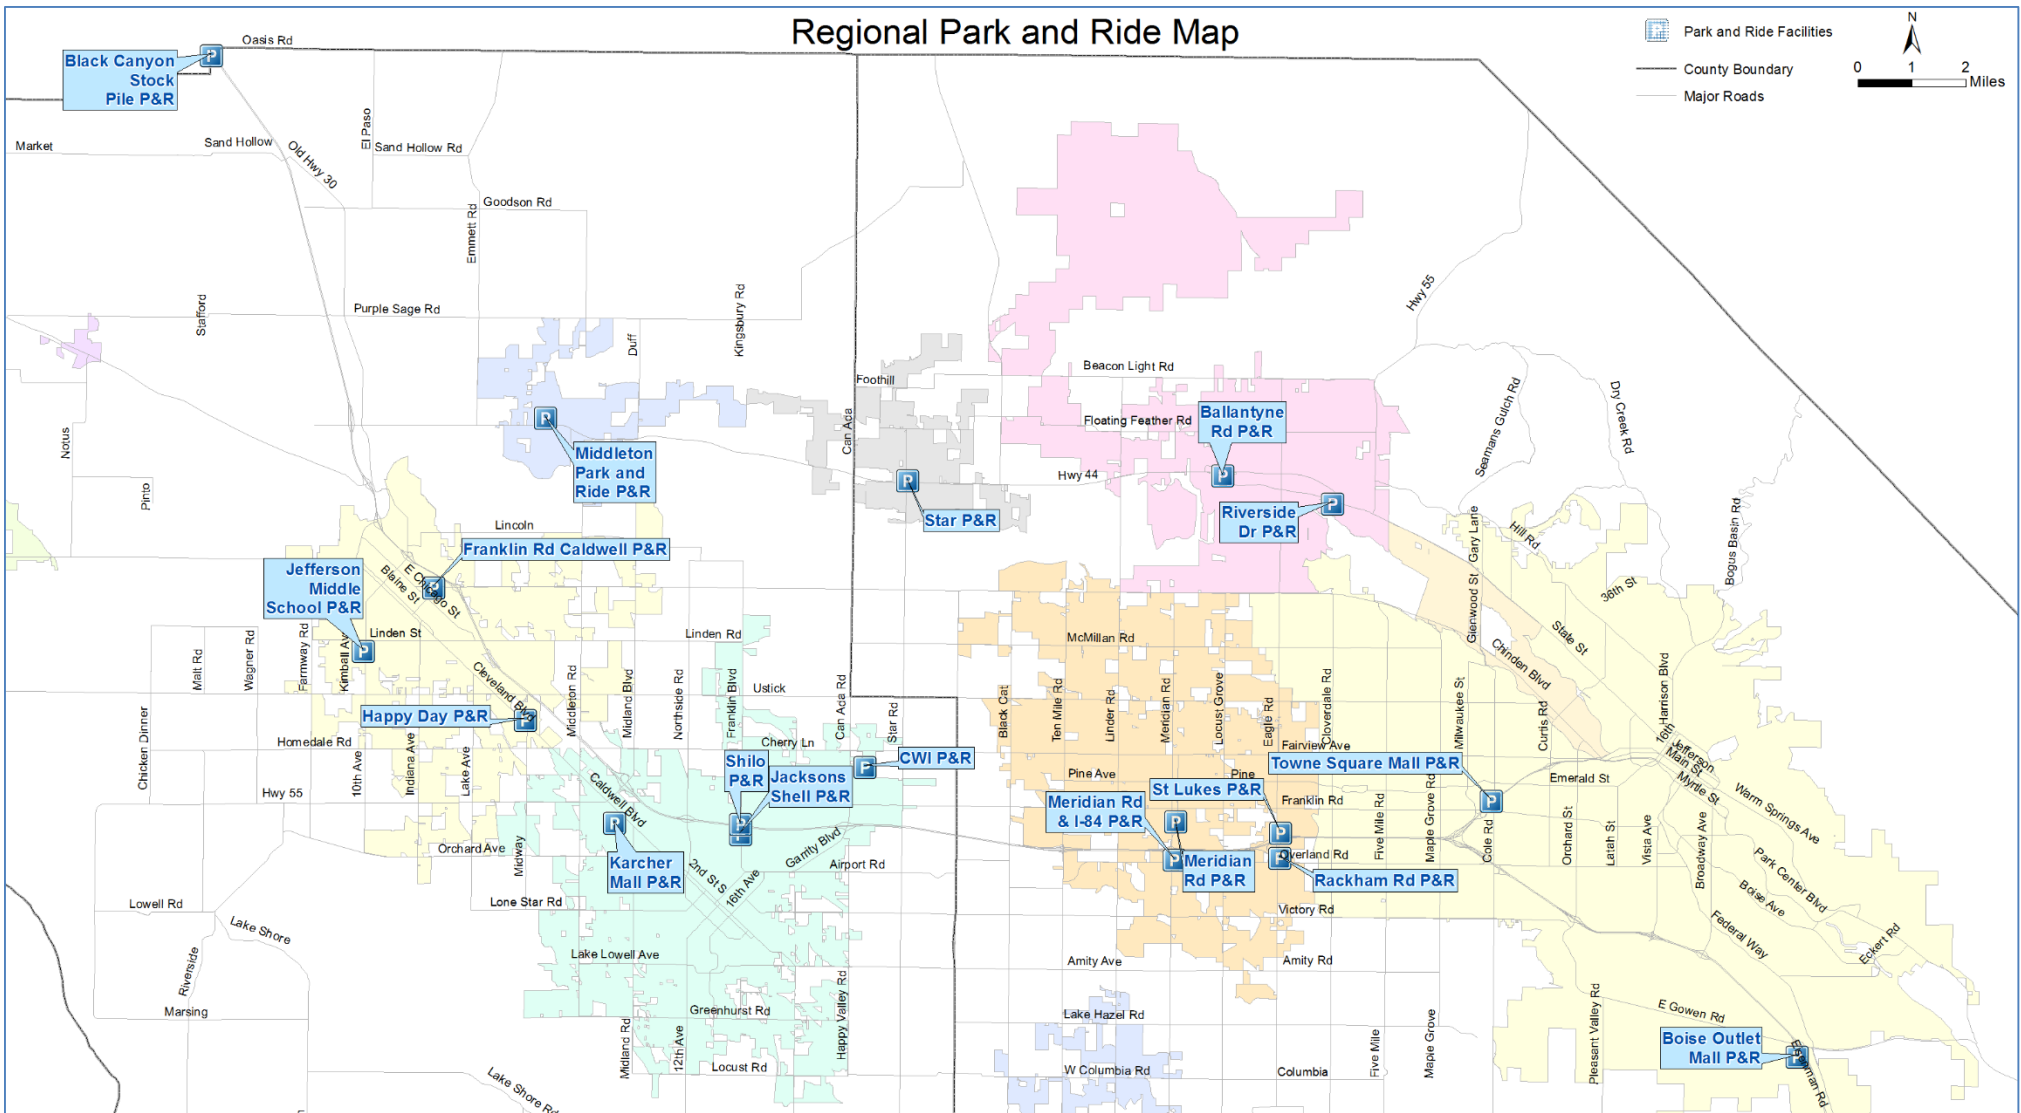 Regional Park and Ride Map
Park and Ride Facilities
County Boundary
Major Roads
N
0 1 2
Miles
Oasis Rd
Black Canyon
Stock
Pile P&R
Market
Sand Hollow
Old Hwy 30
El Paso
Sand Hollow Rd
Goodson Rd
Emmett Rd
Stafford
Purple Sage Rd
Duff
Kingsbury Rd
Hwy 55
Foothill
Beacon Light Rd
Can Ada
Floating Feather Rd
Ballantyne
Rd P&R
Seamans Gulch Rd
Dry Creek Rd
Notus
Pinto
Middleton
Park and
Ride P&R
Hwy 44
Star P&R
Riverside
Dr P&R
Lincoln
Franklin Rd Caldwell P&R
Jefferson
Middle
School P&R
Blaine St
E Chicago St
Gary Lane
Hill Rd
Bogus Basin Rd
36th St
Glenwood St
State St
Chinden Blvd
Linden St
Linden Rd
McMillan Rd
Malt Rd
Wagner Rd
Farmway Rd
Kimball Ave
Cleveland Blvd
Middleton Rd
Midland Blvd
Northside Rd
Franklin Blvd
Ustick
Can Ada Rd
Star Rd
Black Cat
Ten Mile Rd
Linder Rd
Meridian Rd
Locust Grove
Eagle Rd
Cloverdale Rd
Milwaukee St
Curtis Rd
Harrison Blvd
16th
Happy Day P&R
Chicken Dinner
Homedale Rd
10th Ave
Indiana Ave
Lake Ave
Cherry Ln
Fairview Ave
Jefferson
Main St
Myrtle St
Warm Springs Ave
Shilo
P&R
Jacksons
Shell P&R
CWI P&R
Pine Ave
Pine
Towne Square Mall P&R
Emerald St
Hwy 55
Caldwell Blvd
St Lukes P&R
Meridian Rd
& I-84 P&R
Franklin Rd
Five Mile Rd
Maple Grove Rd
Cole Rd
Orchard St
Latah St
Vista Ave
Broadway Ave
Orchard Ave
Midway
Karcher
Mall P&R
2nd St S
16th Ave
Garrity Blvd
Airport Rd
Meridian
Rd P&R
Overland Rd
Rackham Rd P&R
Park Center Blvd
Boise Ave
Lowell Rd
Lake Shore
Lone Star Rd
Victory Rd
Federal Way
Eckert Rd
Riverside
Lake Lowell Ave
Amity Ave
Amity Rd
Marsing
Greenhurst Rd
Happy Valley Rd
Lake Hazel Rd
Pleasant Valley Rd
E Gowen Rd
Midland Rd
12th Ave
Locust Rd
W Columbia Rd
Columbia
Five Mile
Maple Grove
Boise Outlet
Mall P&R
Eisenman Rd
Lake Shore Rd